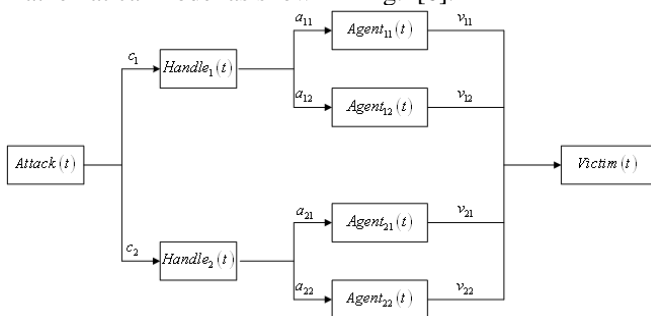 c₁
a₁₁
Agent₁₁(t)
v₁₁
Handle₁(t)
a₁₂
Agent₁₂(t)
v₁₂
Attack(t)
Victim(t)
c₂
a₂₁
Agent₂₁(t)
v₂₁
Handle₂(t)
a₂₂
Agent₂₂(t)
v₂₂